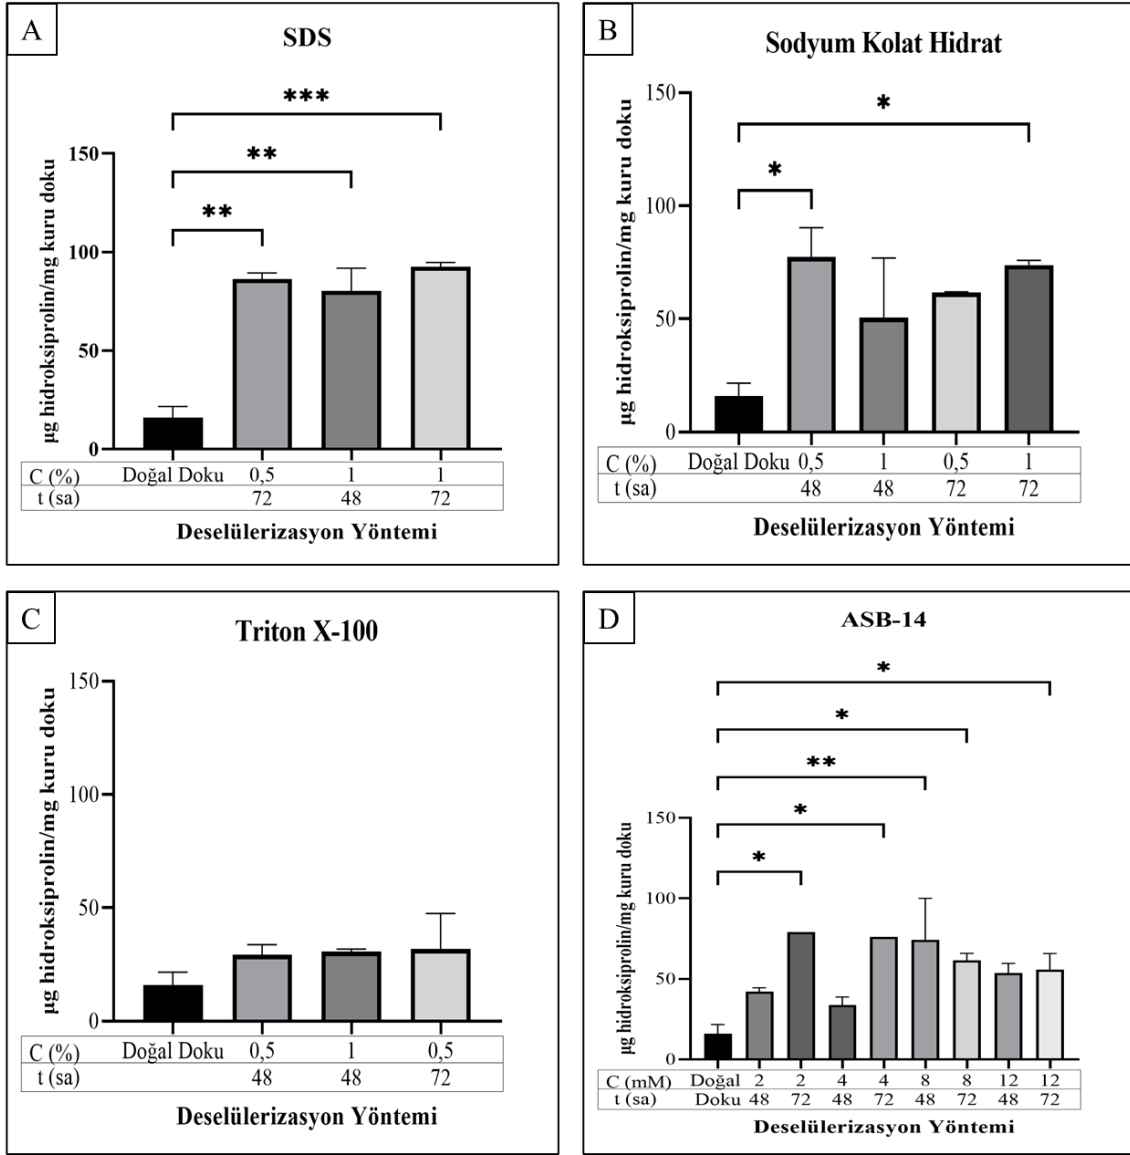 A
SDS
***
**
**
µg hidroksiprolin/mg kuru doku
150
100
50
0
C (%) Doğal Doku 0,5 1 1
t (sa) 72 48 72
Deselülerizasyon Yöntemi
B
Sodyum Kolat Hidrat
*
*
µg hidroksiprolin/mg kuru doku
150
100
50
0
C (%) Doğal Doku 0,5 1 0,5 1
t (sa) 48 48 72 72
Deselülerizasyon Yöntemi
C
Triton X-100
µg hidroksiprolin/mg kuru doku
150
100
50
0
C (%) Doğal Doku 0,5 1 0,5
t (sa) 48 48 72
Deselülerizasyon Yöntemi
D
ASB-14
*
*
**
*
*
µg hidroksiprolin/mg kuru doku
150
100
50
0
C (mM) Doğal 2 2 4 4 8 8 12 12
t (sa) Doku 48 72 48 72 48 72 48 72
Deselülerizasyon Yöntemi